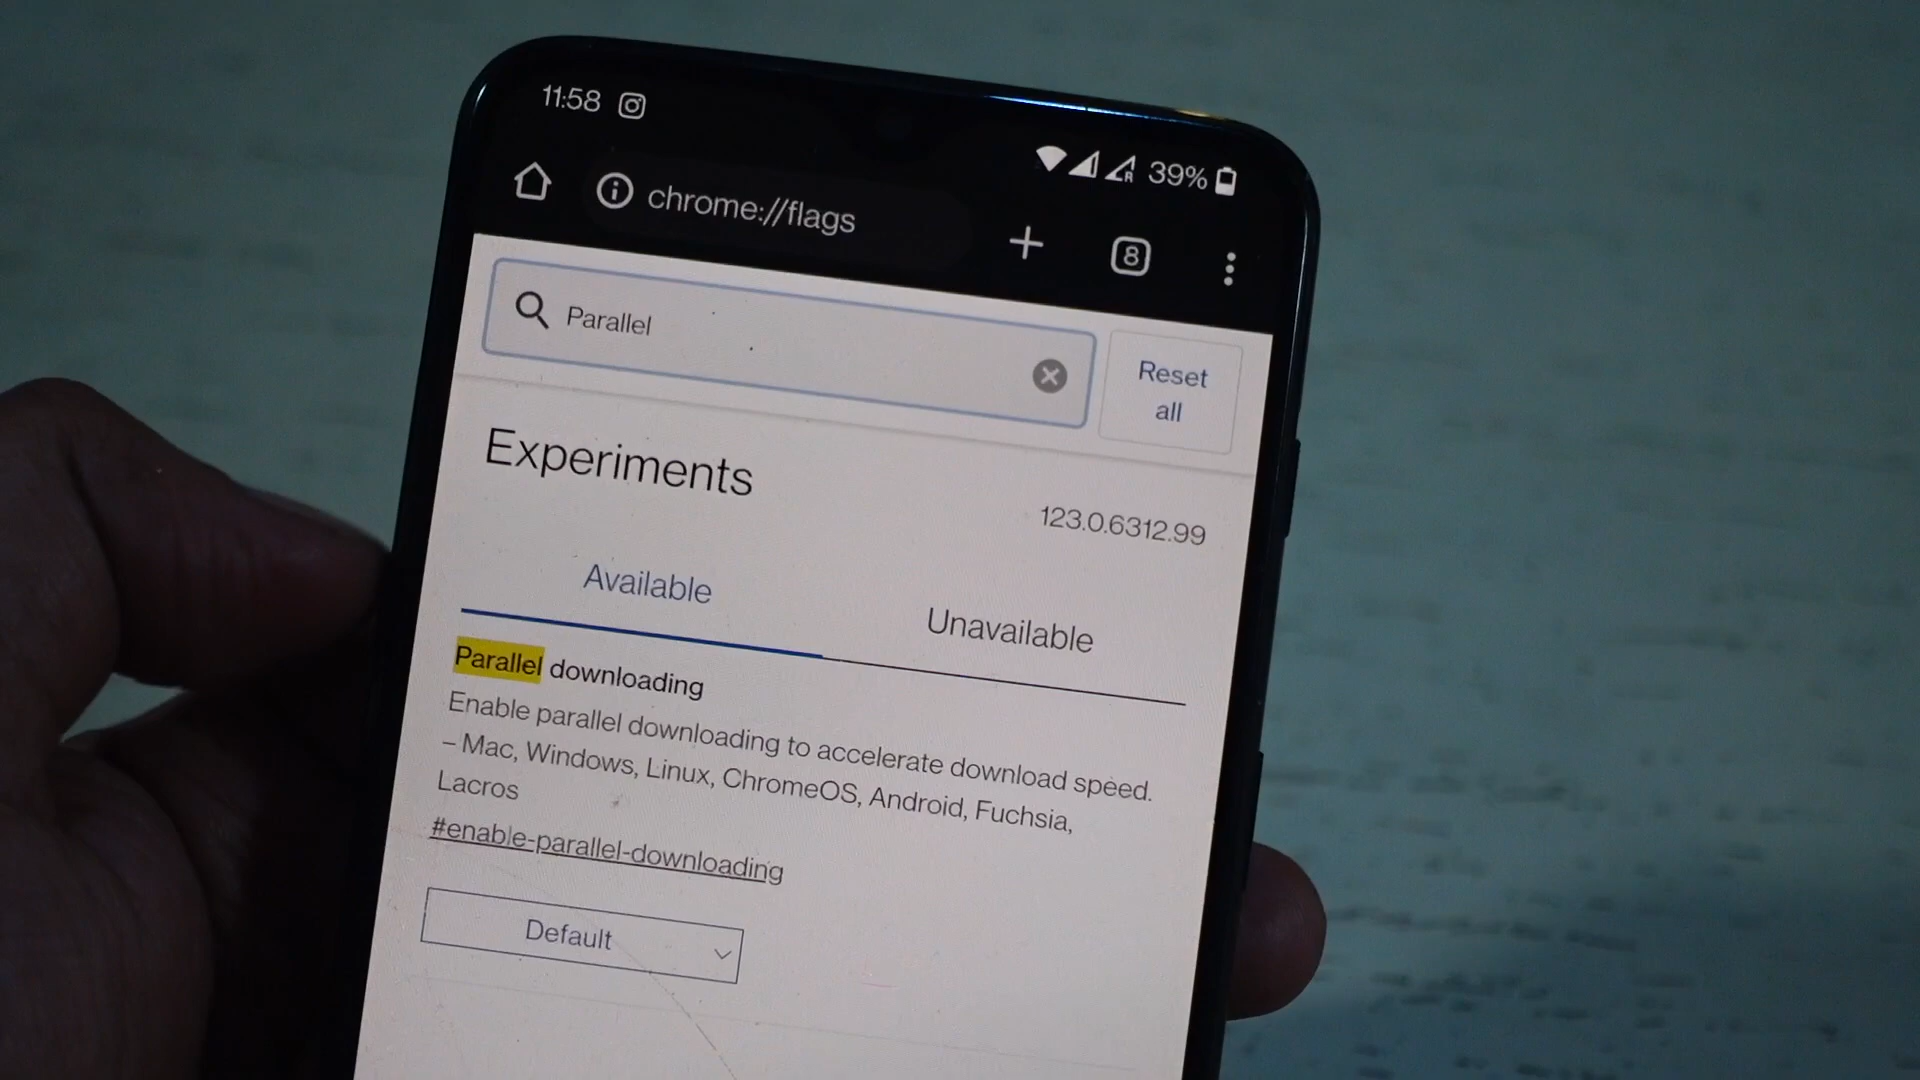 11:58
39%
chrome://flags
8
Parallel
Reset
all
Experiments
123.0.6312.99
Available
Unavailable
Parallel downloading
Enable parallel downloading to accelerate download speed.
– Mac, Windows, Linux, ChromeOS, Android, Fuchsia,
Lacros
#enable-parallel-downloading
Default